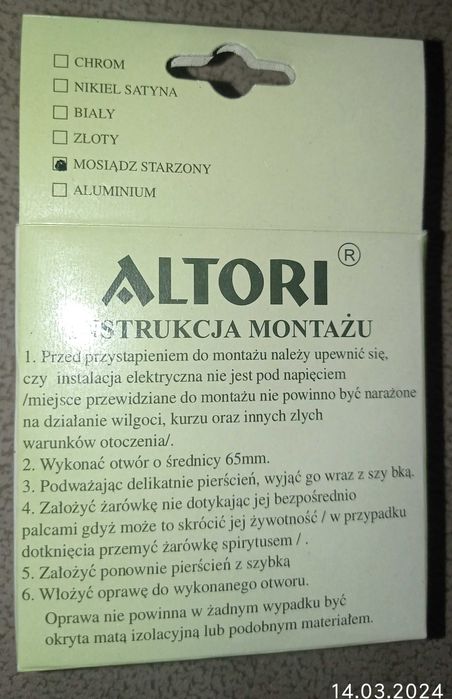 CHROM
NIKIEL SATYNA
BIAŁY
ZŁOTY
MOSIĄDZ STARZONY
ALUMINIUM
ALTORI ®
INSTRUKCJA MONTAŻU
1. Przed przystapieniem do montażu należy upewnić się,
czy instalacja elektryczna nie jest pod napięciem
/miejsce przewidziane do montażu nie powinno być narażone
na działanie wilgoci, kurzu oraz innych zlych
warunków otoczenia/.
2. Wykonać otwór o średnicy 65mm.
3. Podważając delikatnie pierścień, wyjąć go wraz z szy bką.
4. Założyć żarówkę nie dotykając jej bezpośrednio
palcami gdyż może to skrócić jej żywotność / w przypadku
dotknięcia przemyć żarówkę spirytusem / .
5. Założyć ponownie pierścień z szybką
6. Włożyć oprawę do wykonanego otworu.
Oprawa nie powinna w żadnym wypadku być
okryta matą izolacyjną lub podobnym materiałem.
14.03.2024